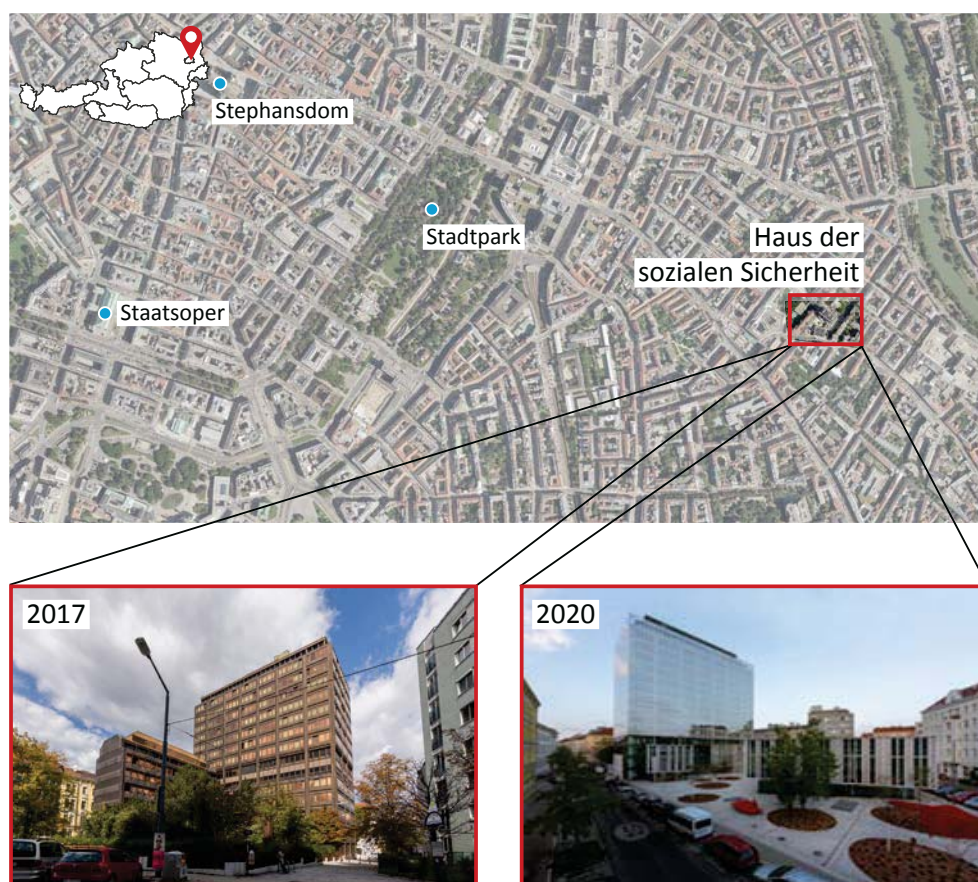 Stephansdom
Stadtpark
Haus der
sozialen Sicherheit
Staatsoper
2017
2020